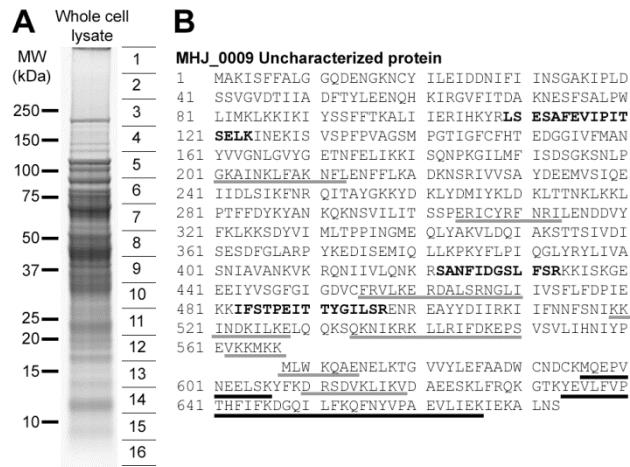 A
Whole cell
lysate
MW
(kDa)
250
150
100
75
50
37
25
20
15
10
1
2
3
4
5
6
7
8
9
10
11
12
13
14
15
16
B
MHJ_0009 Uncharacterized protein
1 MAKISFFALG GQDENGKNCY ILEIDDNIFI INSGAKIPLD
41 SSVGVDTIIA DFTYLEENQH KIRGVFITDA KNESFSALPW
81 LIMKLKKIKI YSSFFTKALI IERIHKYRLS ESAFEVIPIT
121 SELKINEKIS VSPFPVAGSM PGTIGFCFHT EDGGIVFMAN
161 YVVGNLGVYG ETNFELIKKI SQNPKGILMF ISDSGKSNLP
201 GKAINKLFAK NFLENFFLKA DKNSRIVVSA YDEEMVSIQE
241 IIDLSIKFNR QITAYGKKYD KLYDMIYKLD KLTTNKLKKL
281 PTFFDYKYAN KQKNSVILIT SSPERICYRF NRILENDDVY
321 FKLKKSDYVI MLTPPINGME QLYAKVLDQI AKSTTSIVDI
361 SESDFGLARP YKEDISEMIQ LLKPKYFLPI QGLYRYLIVA
401 SNIAVANKVK RQNIIVLQNK RSANFIDGSL FSRKKISKGE
441 EEIYVSGFGI GDVCFRVLKE RDALSRNGLI IVIFINVKNK
481 KKIFSTPEIT TYGILSRENR EAYYDIIRKI IFNNFSNIKK
521 INDKILKELQ QKSQKNIKRK LLRIFDKEPS VSVLIHNIYP
561 EVKKMKK
MLWKQAENELKTG VVYLEFAADW CNDCKMQEPV
601 NEELSKYFKD RSDVKLIKVD AEESKLFRQK GTKYEVLFVP
641 THFIFKDGQI LFKQFNYVPA EVLIEKIEKA LNS